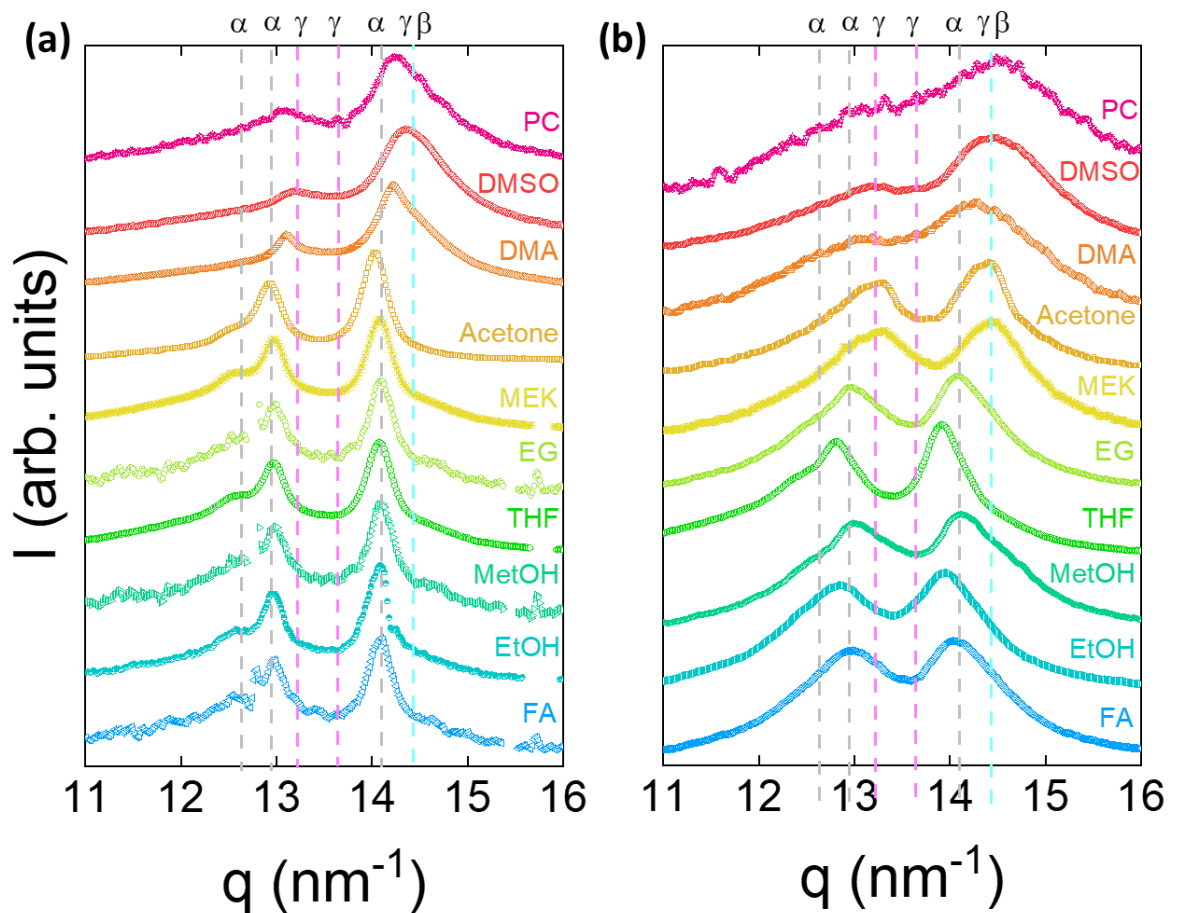 (a) α α γ γ α γ β
PC
DMSO
DMA
Acetone
MEK
EG
THF
MetOH
EtOH
FA
I (arb. units)
11 12 13 14 15 16
q (nm⁻¹)
(b) α α γ γ α γ β
PC
DMSO
DMA
Acetone
MEK
EG
THF
MetOH
EtOH
FA
11 12 13 14 15 16
q (nm⁻¹)